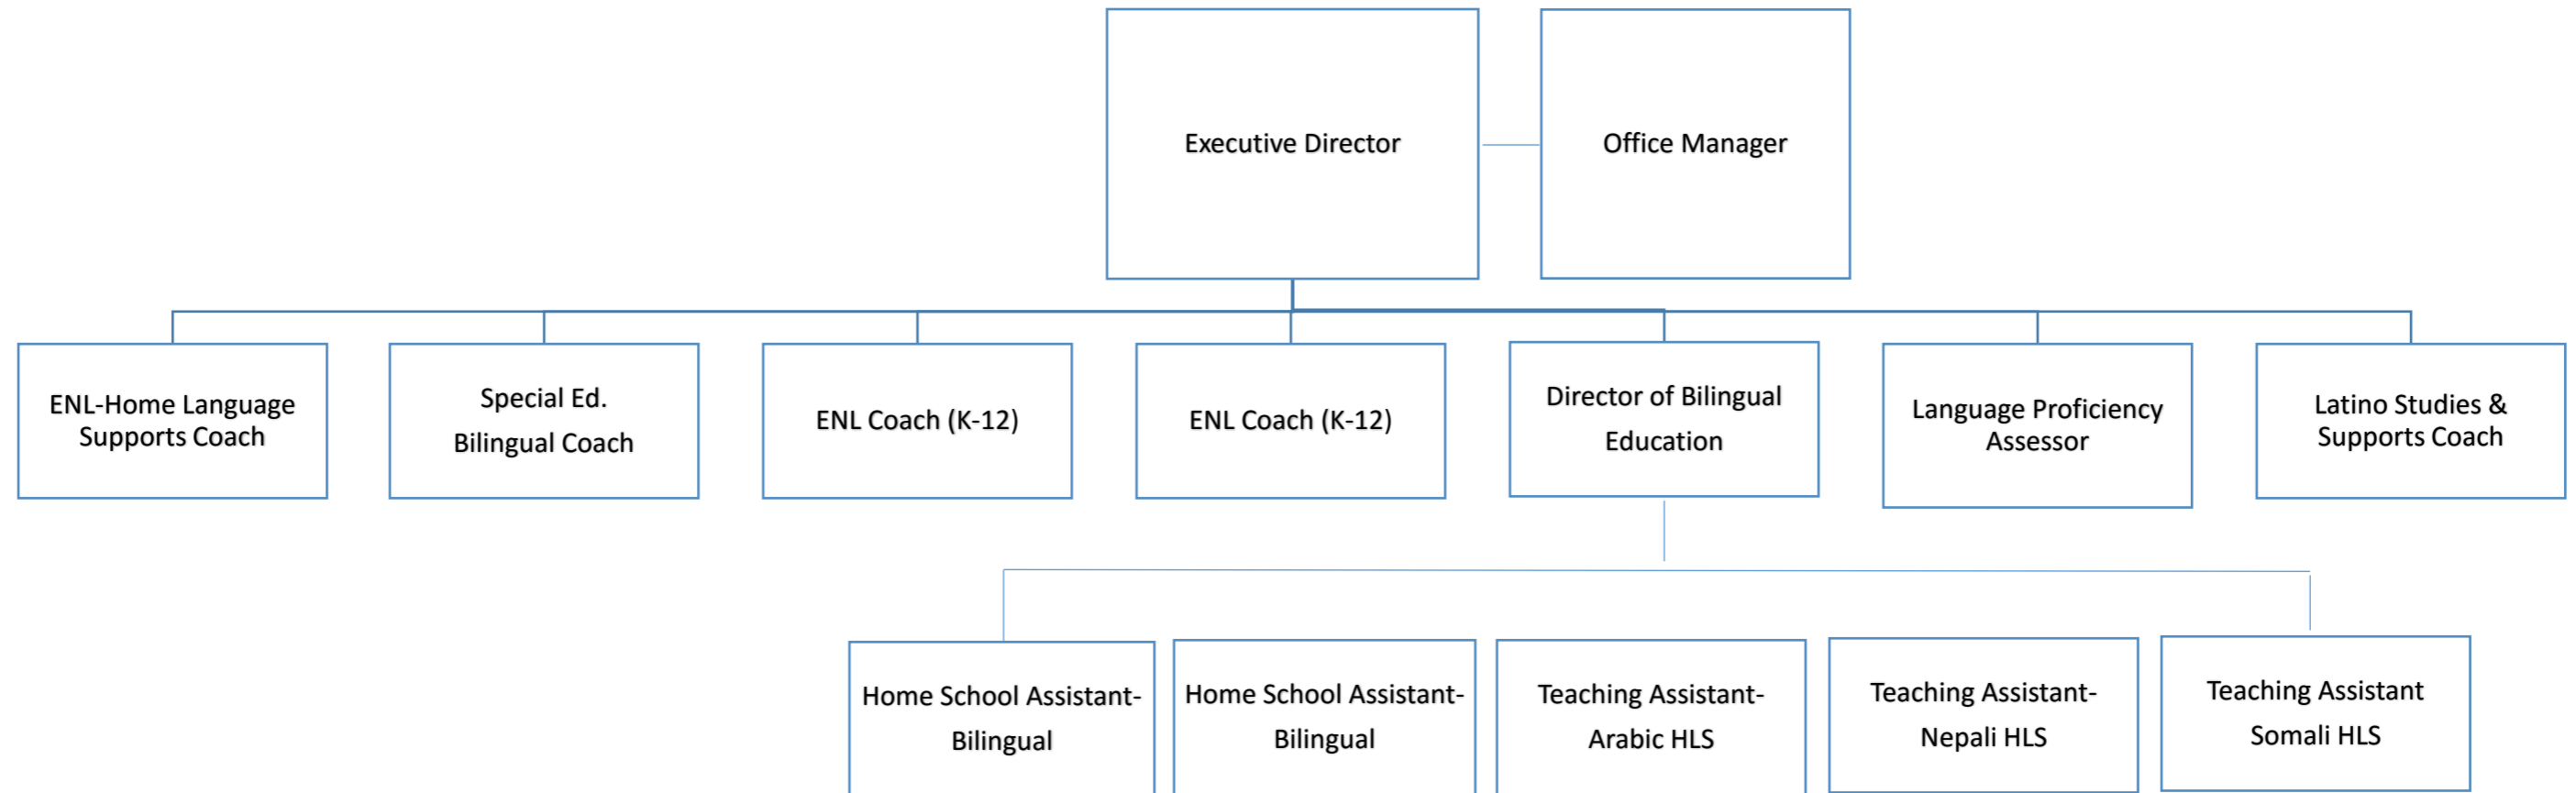 Executive Director
Office Manager
ENL-Home Language
Supports Coach
Special Ed.
Bilingual Coach
ENL Coach (K-12)
ENL Coach (K-12)
Director of Bilingual
Education
Language Proficiency
Assessor
Latino Studies &
Supports Coach
Home School Assistant-
Bilingual
Home School Assistant-
Bilingual
Teaching Assistant-
Arabic HLS
Teaching Assistant-
Nepali HLS
Teaching Assistant
Somali HLS